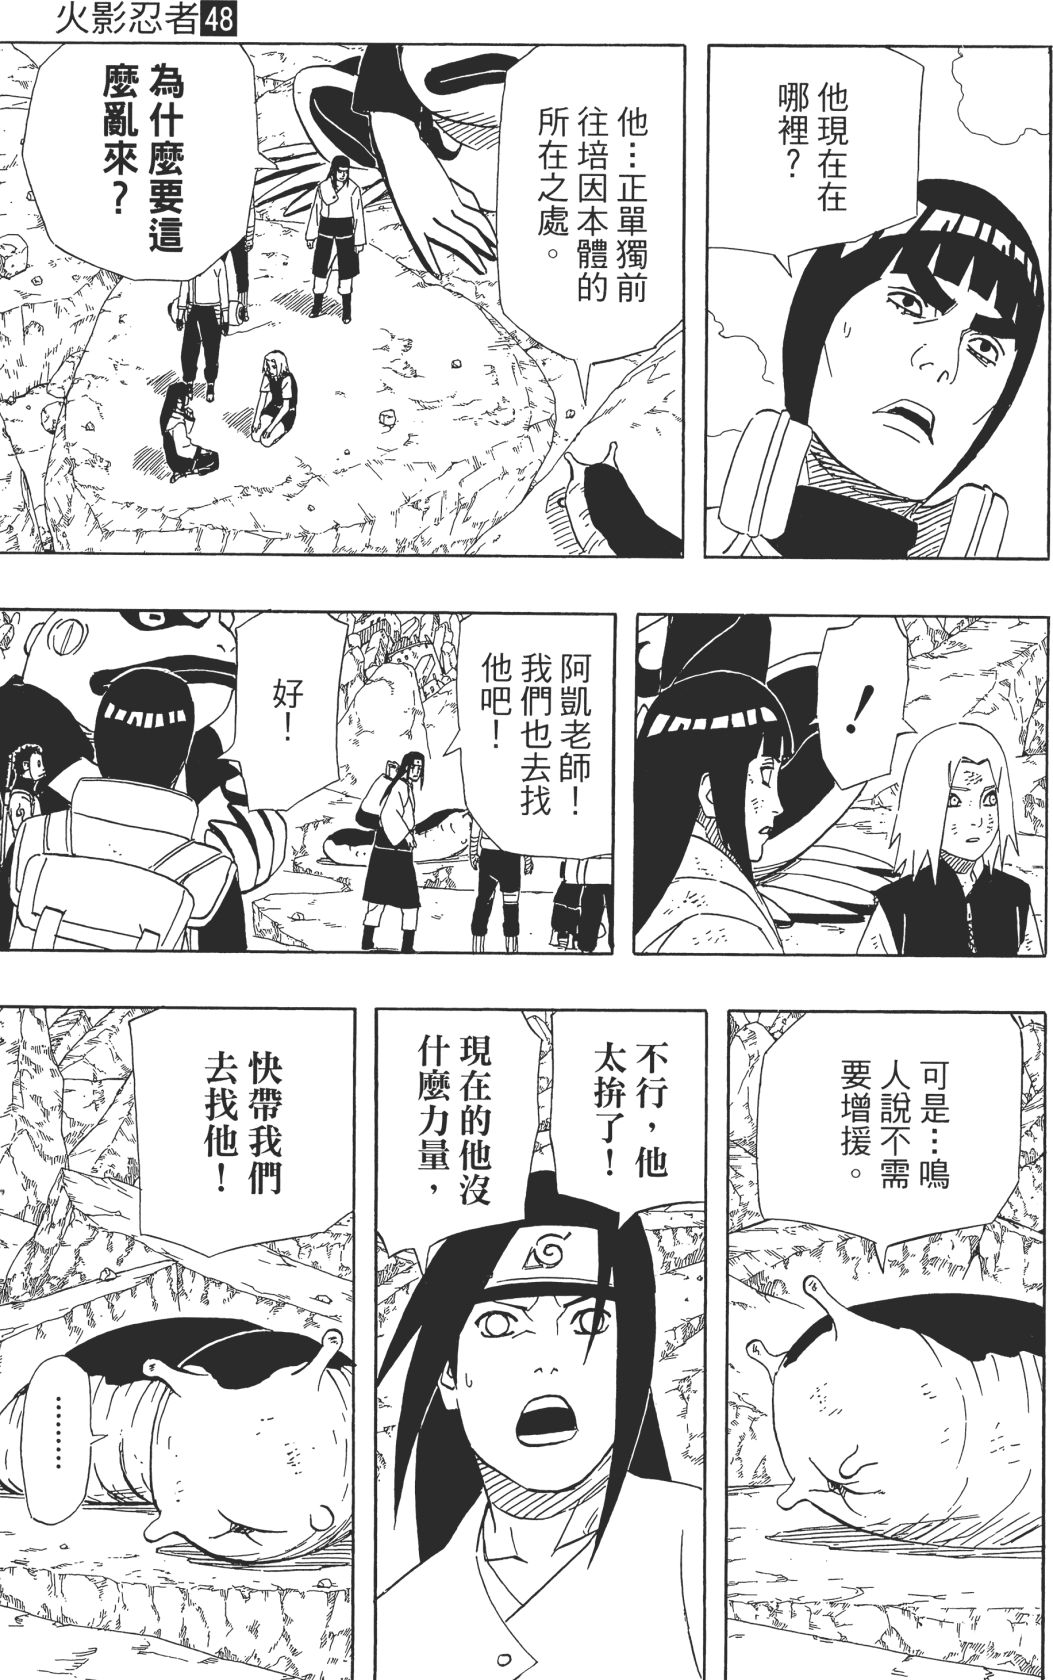 火影忍者48
他現在在
哪裡？
他…正單獨前
往培因本體的
所在之處。
為什麼要這
麼亂來？
！
阿凱老師！
我們也去找
他吧！
好！
可是…鳴
人說不需
要增援。
不行，他
太拚了！
現在的他沒
什麼力量，
快帶我們
去找他！
………